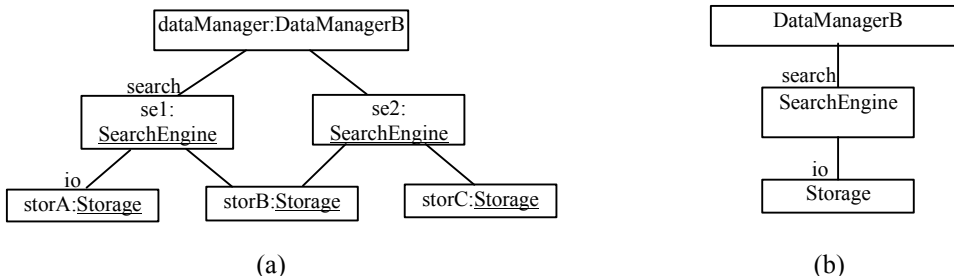 dataManager:DataManagerB
search
se1:
SearchEngine
se2:
SearchEngine
io
storA:Storage
storB:Storage
storC:Storage
(a)
DataManagerB
search
SearchEngine
io
Storage
(b)